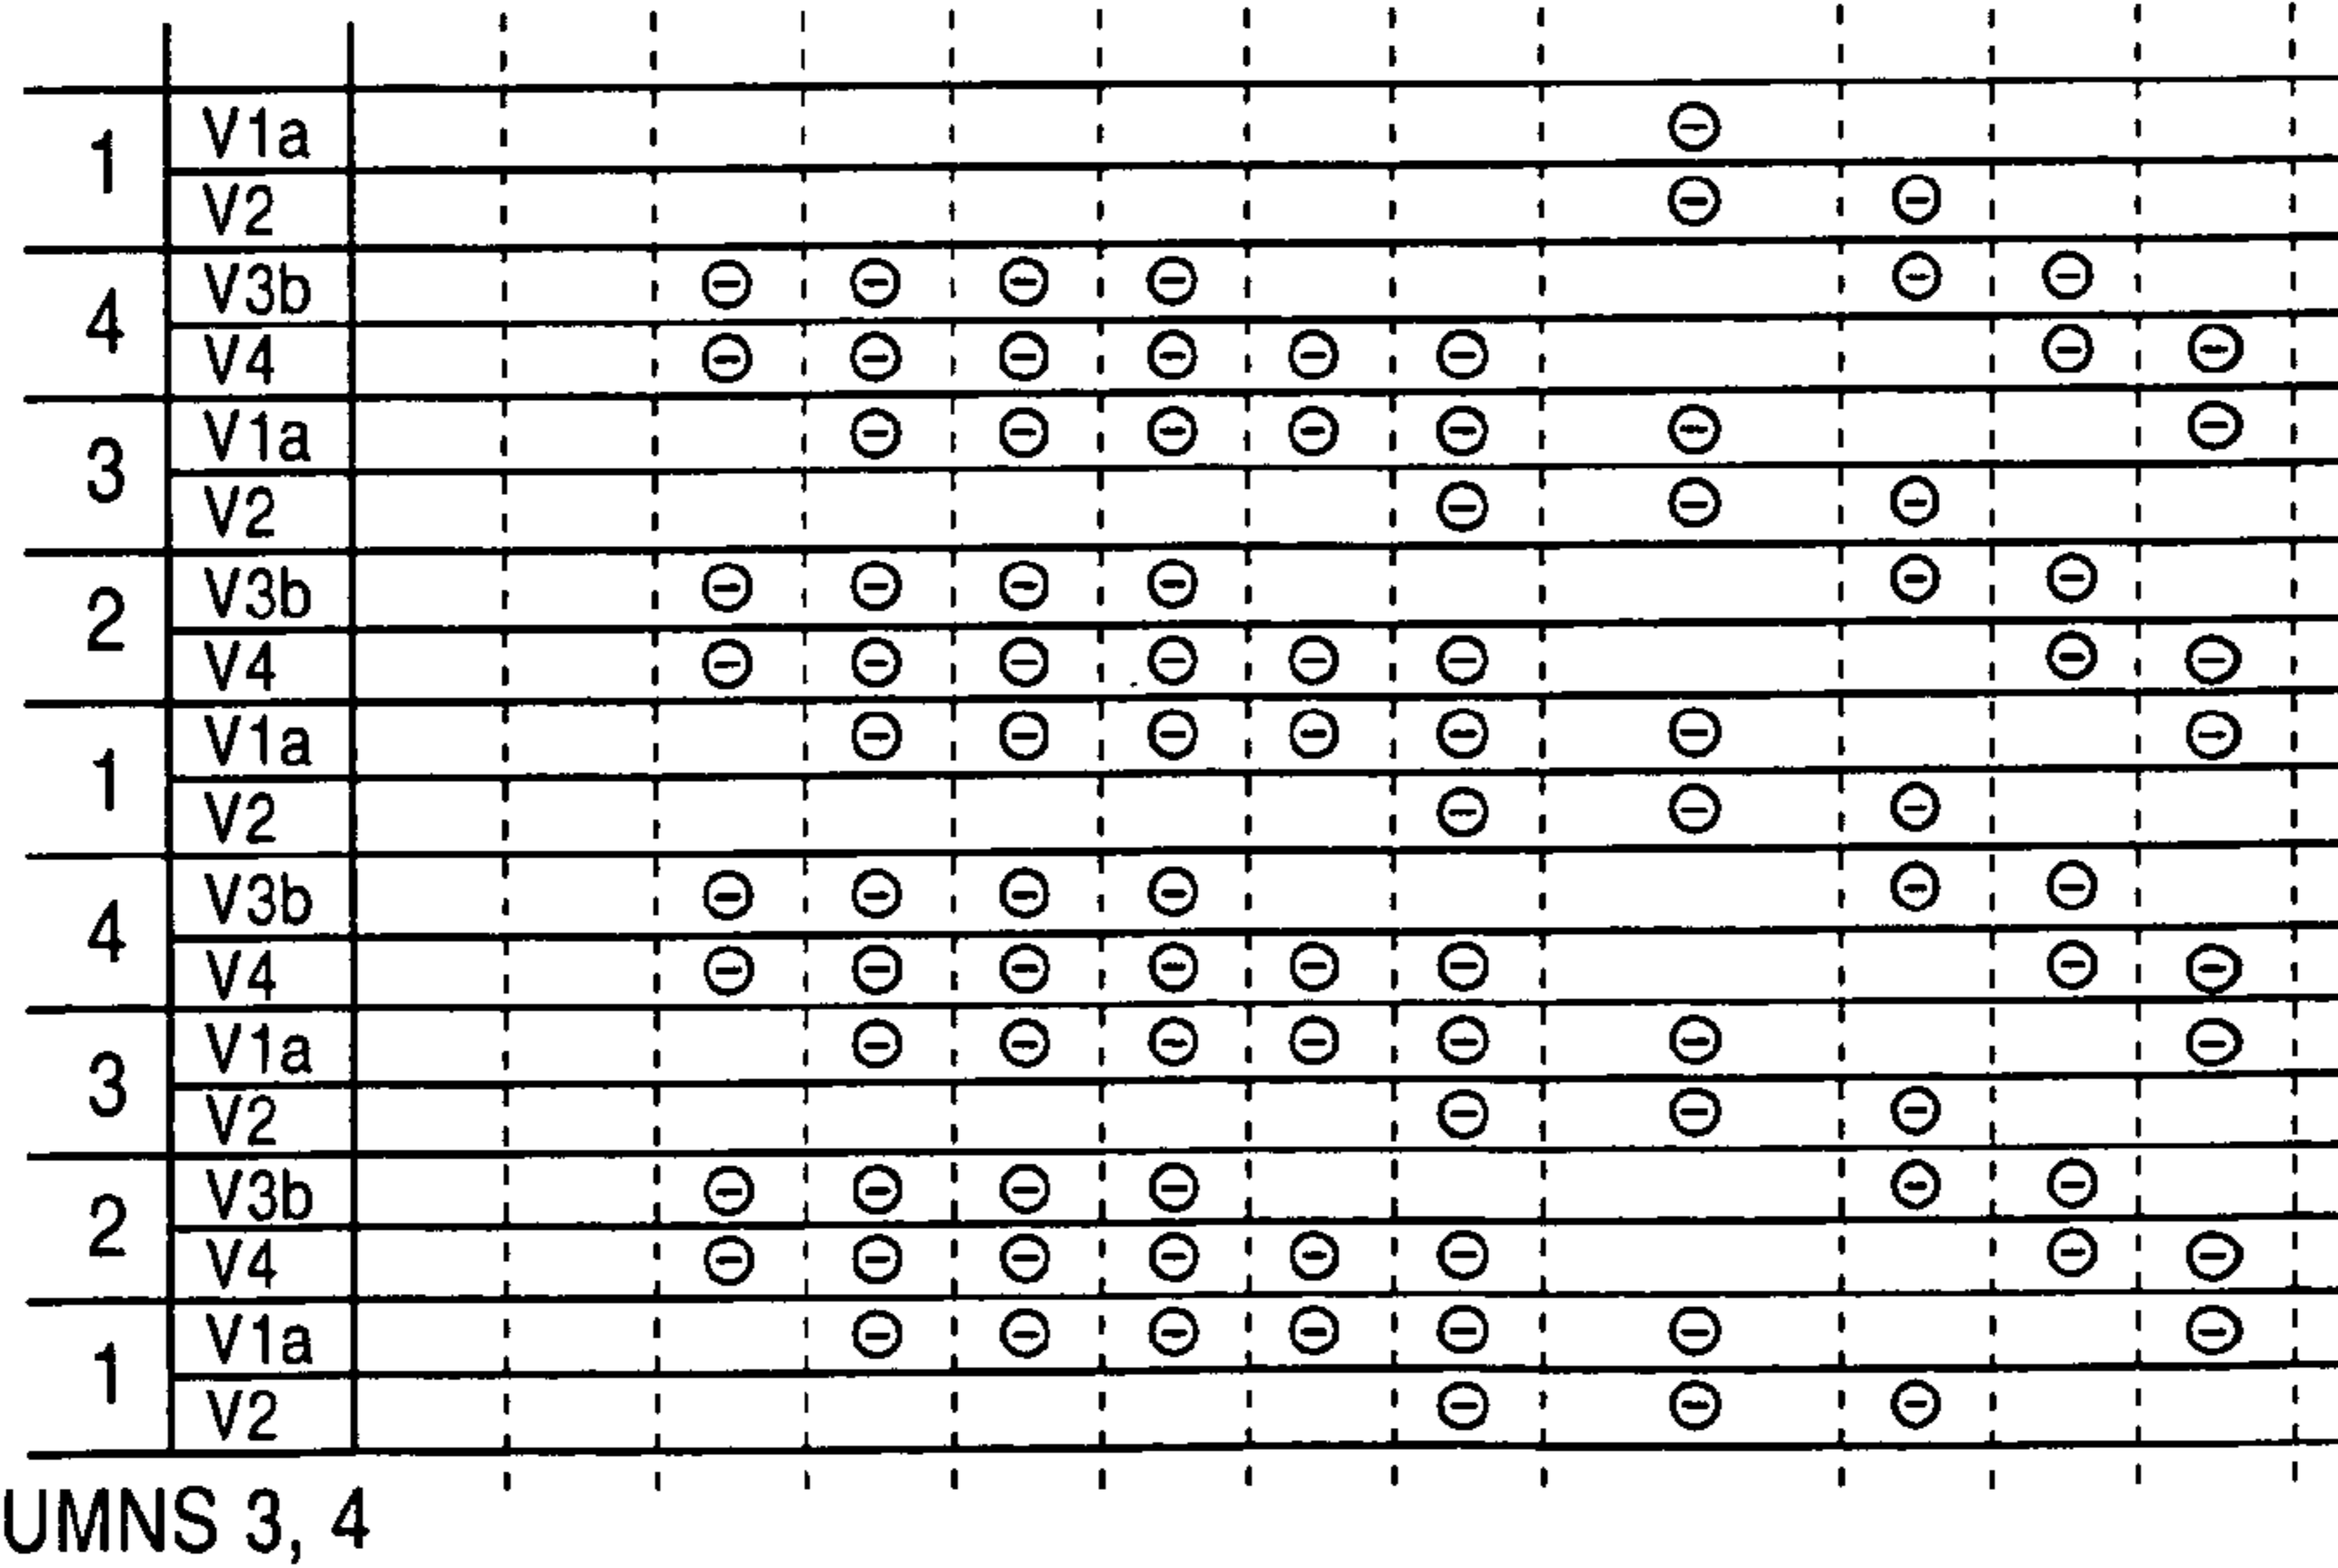 1 V1a ⊖
V2 ⊖ ⊖
4 V3b ⊖ ⊖ ⊖ ⊖ ⊖ ⊖
V4 ⊖ ⊖ ⊖ ⊖ ⊖ ⊖ ⊖ ⊖
3 V1a ⊖ ⊖ ⊖ ⊖ ⊖ ⊖ ⊖
V2 ⊖ ⊖ ⊖
2 V3b ⊖ ⊖ ⊖ ⊖ ⊖ ⊖
V4 ⊖ ⊖ ⊖ ⊖ ⊖ ⊖ ⊖ ⊖
1 V1a ⊖ ⊖ ⊖ ⊖ ⊖ ⊖ ⊖
V2 ⊖ ⊖ ⊖
4 V3b ⊖ ⊖ ⊖ ⊖ ⊖ ⊖
V4 ⊖ ⊖ ⊖ ⊖ ⊖ ⊖ ⊖ ⊖
3 V1a ⊖ ⊖ ⊖ ⊖ ⊖ ⊖ ⊖
V2 ⊖ ⊖ ⊖
2 V3b ⊖ ⊖ ⊖ ⊖ ⊖ ⊖
V4 ⊖ ⊖ ⊖ ⊖ ⊖ ⊖ ⊖ ⊖
1 V1a ⊖ ⊖ ⊖ ⊖ ⊖ ⊖ ⊖
V2 ⊖ ⊖ ⊖
UMNS 3, 4